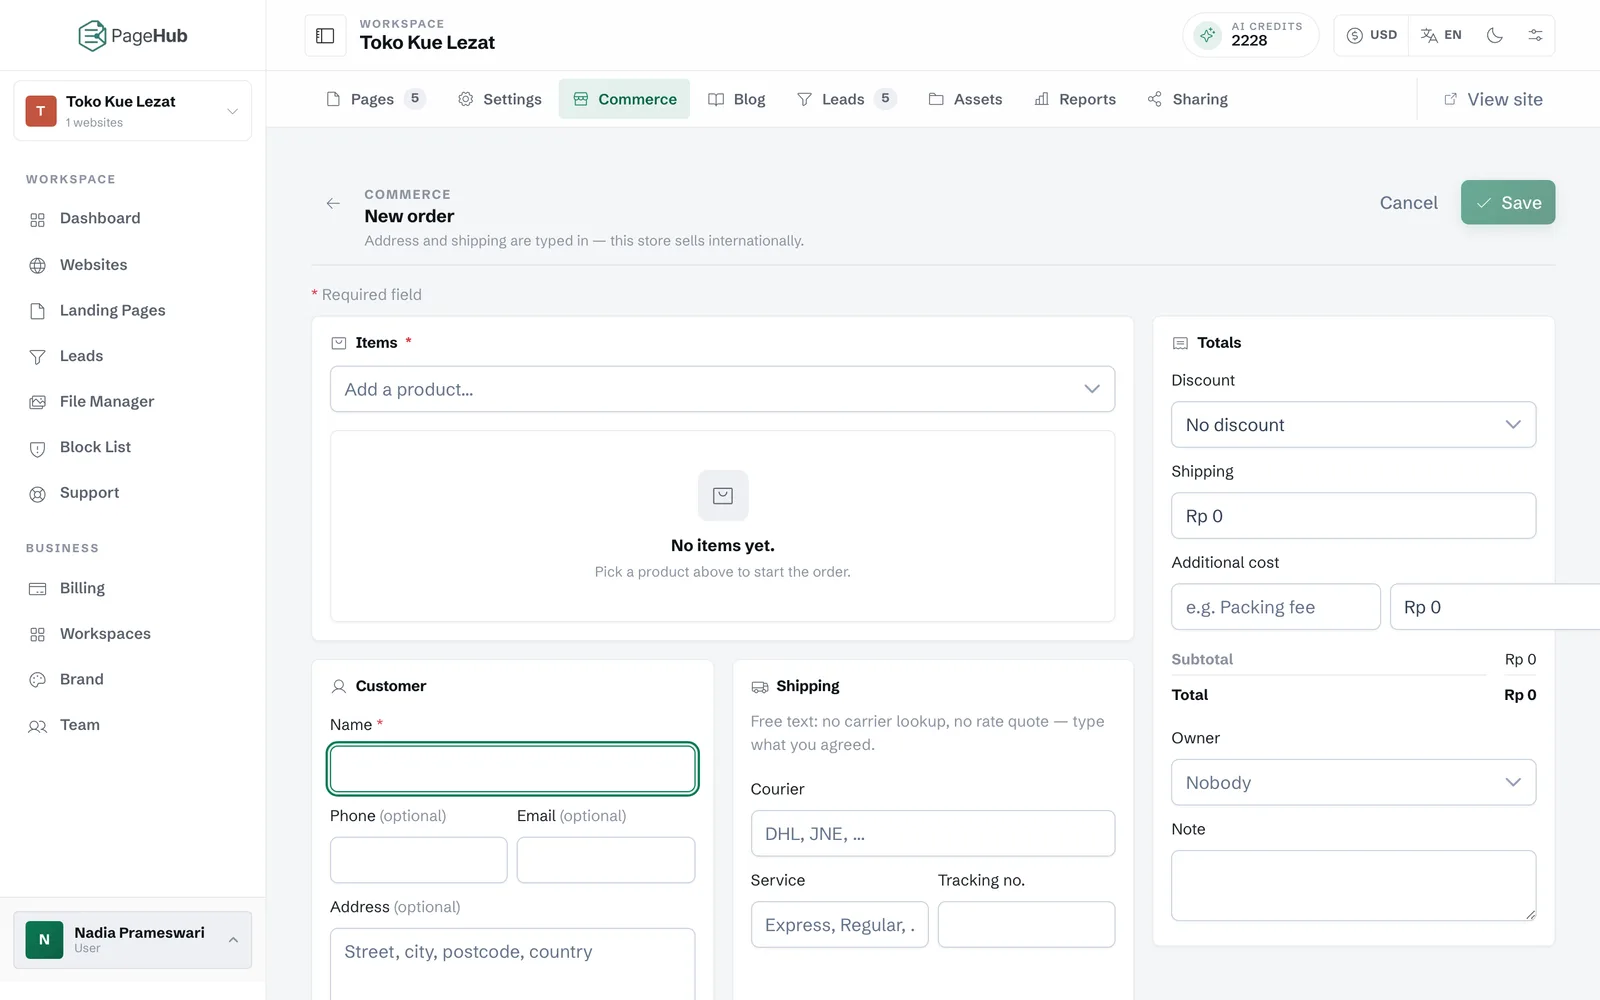 PageHub
WORKSPACE
Toko Kue Lezat
AI CREDITS
2228
USD
EN
T
Toko Kue Lezat
1 websites
Pages 5
Settings
Commerce
Blog
Leads 5
Assets
Reports
Sharing
View site
WORKSPACE
Dashboard
Websites
Landing Pages
Leads
File Manager
Block List
Support
BUSINESS
Billing
Workspaces
Brand
Team
N
Nadia Prameswari
User
COMMERCE
New order
Address and shipping are typed in — this store sells internationally.
Cancel
Save
* Required field
Items *
Add a product...
No items yet.
Pick a product above to start the order.
Customer
Name *
Phone (optional)
Email (optional)
Address (optional)
Street, city, postcode, country
Shipping
Free text: no carrier lookup, no rate quote — type
what you agreed.
Courier
DHL, JNE, ...
Service
Tracking no.
Express, Regular, .
Totals
Discount
No discount
Shipping
Rp 0
Additional cost
e.g. Packing fee
Rp 0
Subtotal Rp 0
Total Rp 0
Owner
Nobody
Note